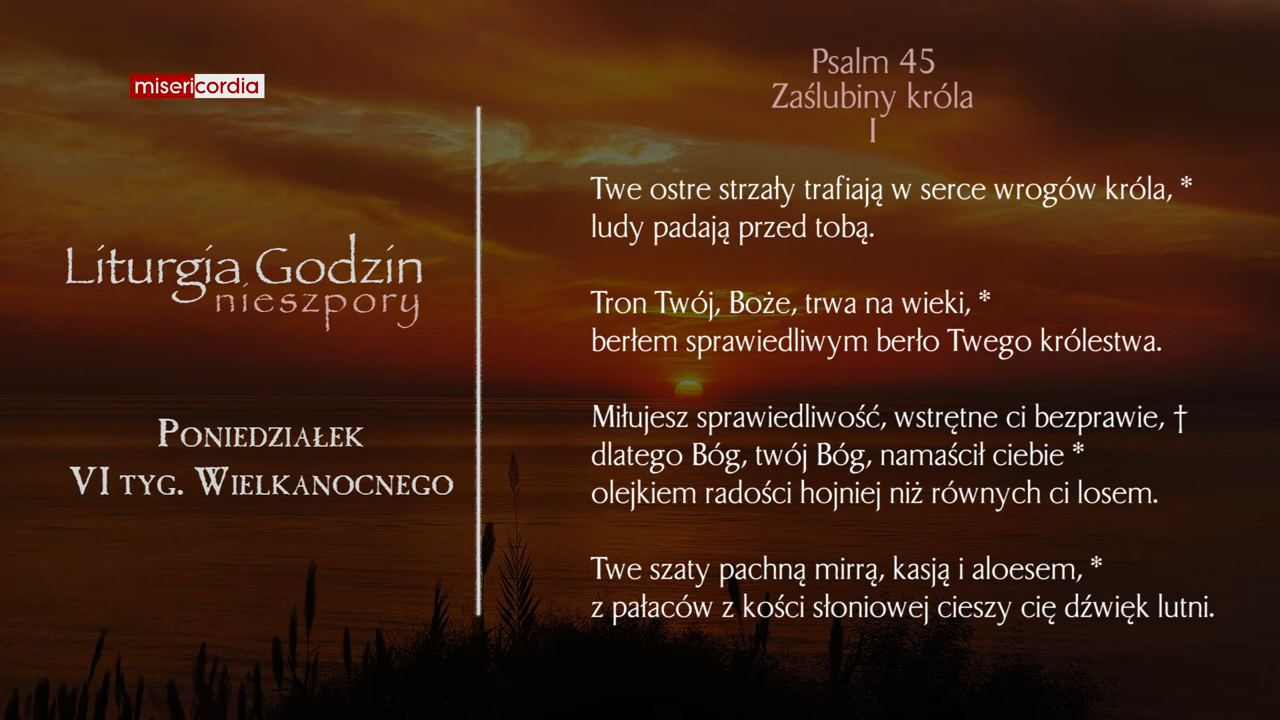 misericordia
Liturgia Godzin
nieszpory
Poniedziałek
VI tyg. Wielkanocnego
Psalm 45
Zaślubiny króla
I
Twe ostre strzały trafiają w serce wrogów króla, *
ludy padają przed tobą.
Tron Twój, Boże, trwa na wieki, *
berłem sprawiedliwym berło Twego królestwa.
Miłujesz sprawiedliwość, wstrętne ci bezprawie, †
dlatego Bóg, twój Bóg, namaścił ciebie *
olejkiem radości hojniej niż równych ci losem.
Twe szaty pachną mirrą, kasją i aloesem, *
z pałaców z kości słoniowej cieszy cię dźwięk lutni.